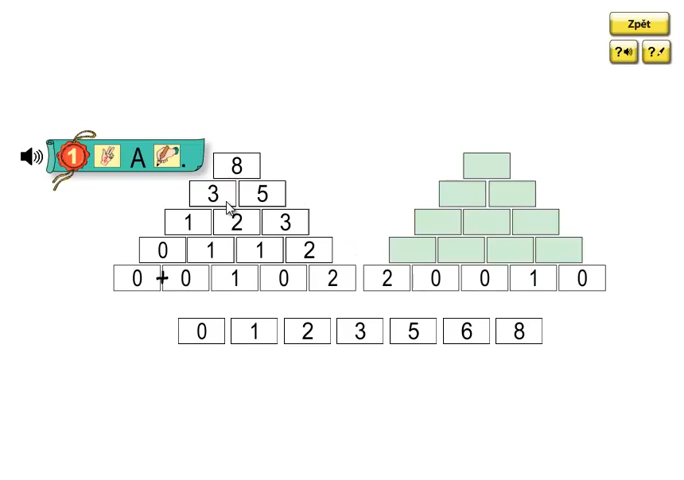 Zpět
? ?
1 A .
8
3 5
1 2 3
0 1 1 2
0 + 0 1 0 2 2 0 0 1 0
0 1 2 3 5 6 8